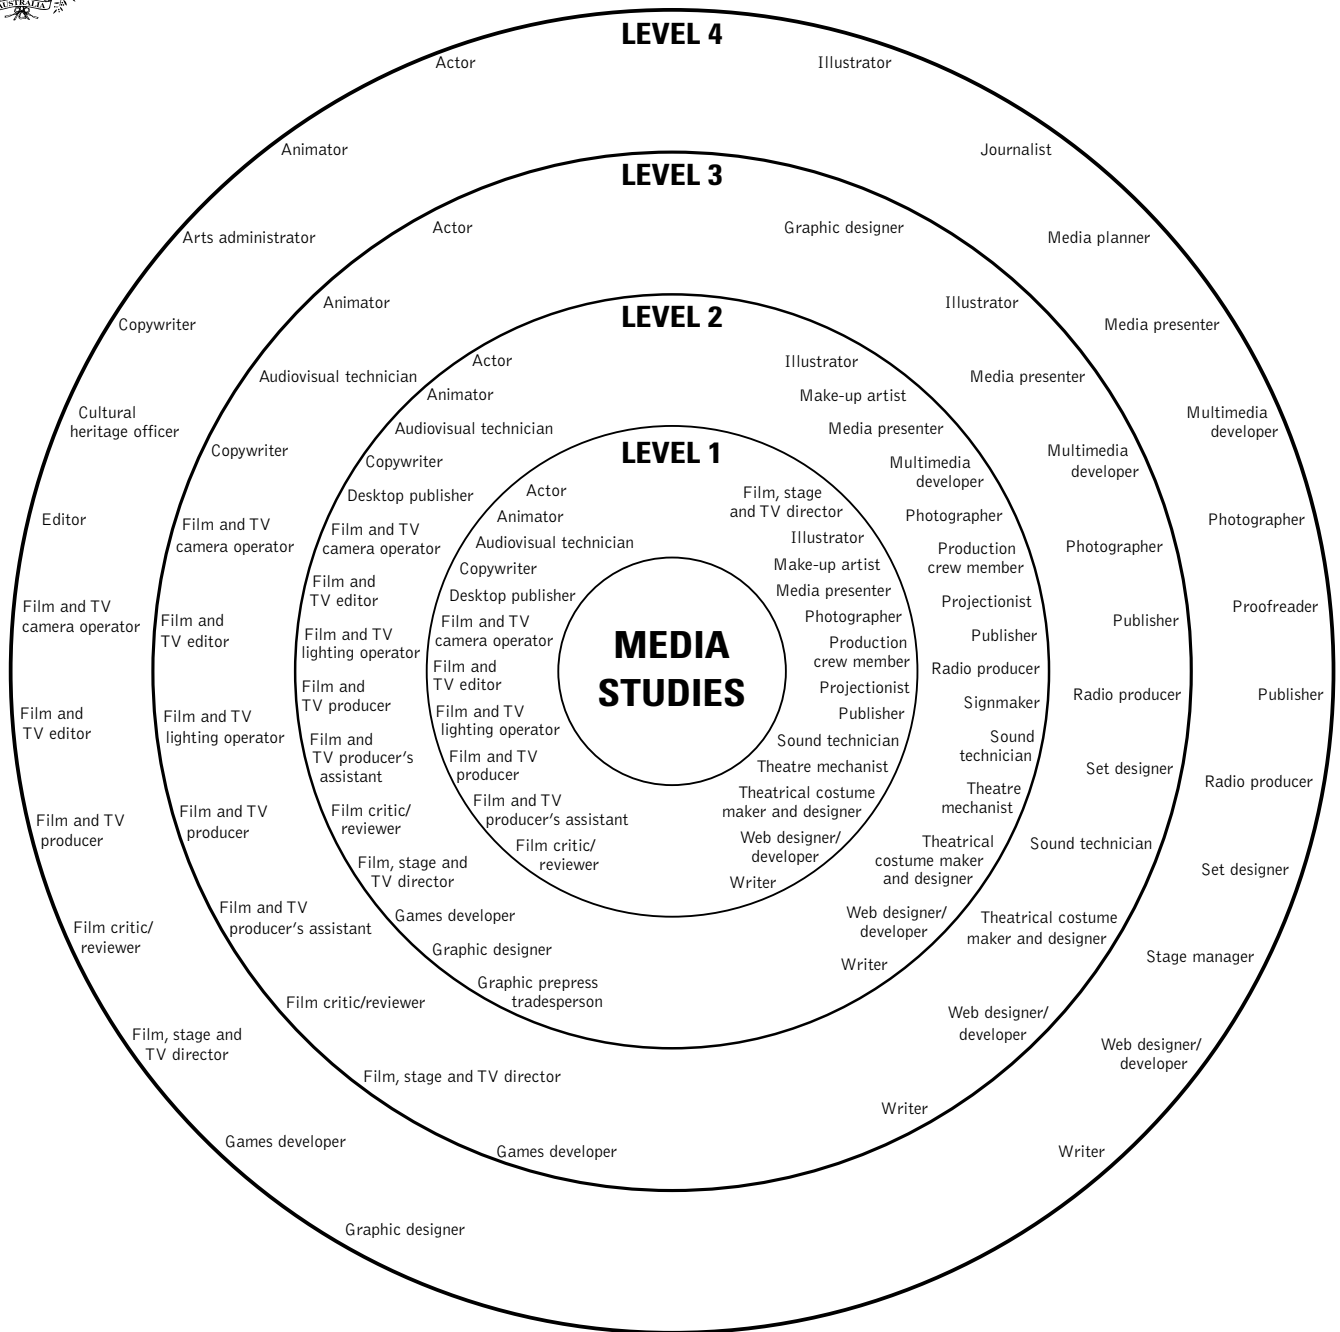 AUSTRALIA
LEVEL 4
Actor
Animator
Arts administrator
Copywriter
Cultural
heritage officer
Editor
Film and TV
camera operator
Film and
TV editor
Film and TV
producer
Film critic/
reviewer
Film, stage and
TV director
Games developer
Graphic designer
Illustrator
Journalist
Media planner
Media presenter
Multimedia
developer
Photographer
Proofreader
Publisher
Radio producer
Set designer
Stage manager
Web designer/
developer
Writer
LEVEL 3
Actor
Animator
Audiovisual technician
Copywriter
Film and TV
camera operator
Film and
TV editor
Film and TV
lighting operator
Film and TV
producer
Film and TV
producer's assistant
Film critic/reviewer
Film, stage and TV director
Games developer
Graphic designer
Illustrator
Media presenter
Multimedia
developer
Photographer
Publisher
Radio producer
Set designer
Sound technician
Theatrical costume
maker and designer
Web designer/
developer
Writer
LEVEL 2
Actor
Animator
Audiovisual technician
Copywriter
Desktop publisher
Film and TV
camera operator
Film and
TV editor
Film and TV
lighting operator
Film and
TV producer
Film and
TV producer's
assistant
Film critic/
reviewer
Film, stage and
TV director
Games developer
Graphic designer
Graphic prepress
tradesperson
Illustrator
Make-up artist
Media presenter
Multimedia
developer
Photographer
Production
crew member
Projectionist
Publisher
Radio producer
Signmaker
Sound
technician
Theatre
mechanist
Theatrical
costume maker
and designer
Web designer/
developer
Writer
LEVEL 1
Actor
Animator
Audiovisual technician
Copywriter
Desktop publisher
Film and TV
camera operator
Film and
TV editor
Film and TV
lighting operator
Film and TV
producer
Film and TV
producer's assistant
Film critic/
reviewer
Film, stage
and TV director
Illustrator
Make-up artist
Media presenter
Photographer
Production
crew member
Projectionist
Publisher
Sound technician
Theatre mechanist
Theatrical costume
maker and designer
Web designer/
developer
Writer
MEDIA
STUDIES